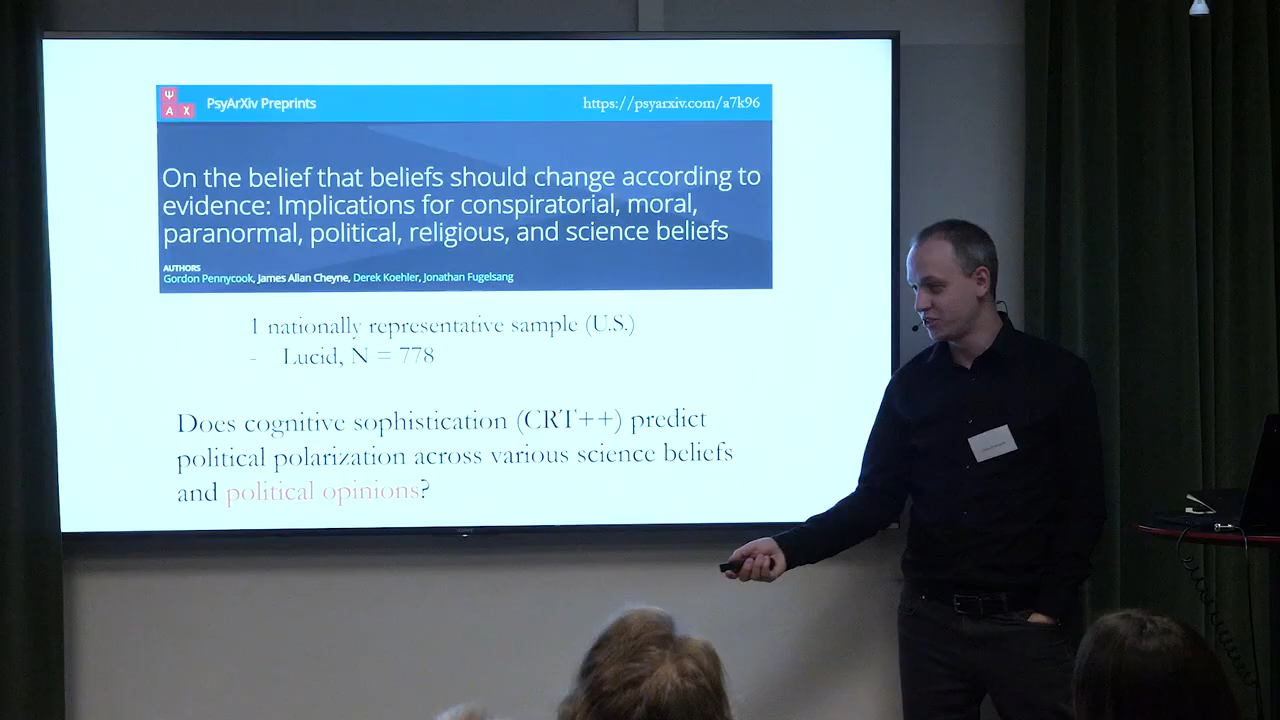 Ψ
A X
PsyArXiv Preprints
https://psyarxiv.com/a7k96
On the belief that beliefs should change according to
evidence: Implications for conspiratorial, moral,
paranormal, political, religious, and science beliefs
AUTHORS
Gordon Pennycook, James Allan Cheyne, Derek Koehler, Jonathan Fugelsang
1 nationally representative sample (U.S.)
- Lucid, N = 778
Does cognitive sophistication (CRT++) predict
political polarization across various science beliefs
and political opinions?